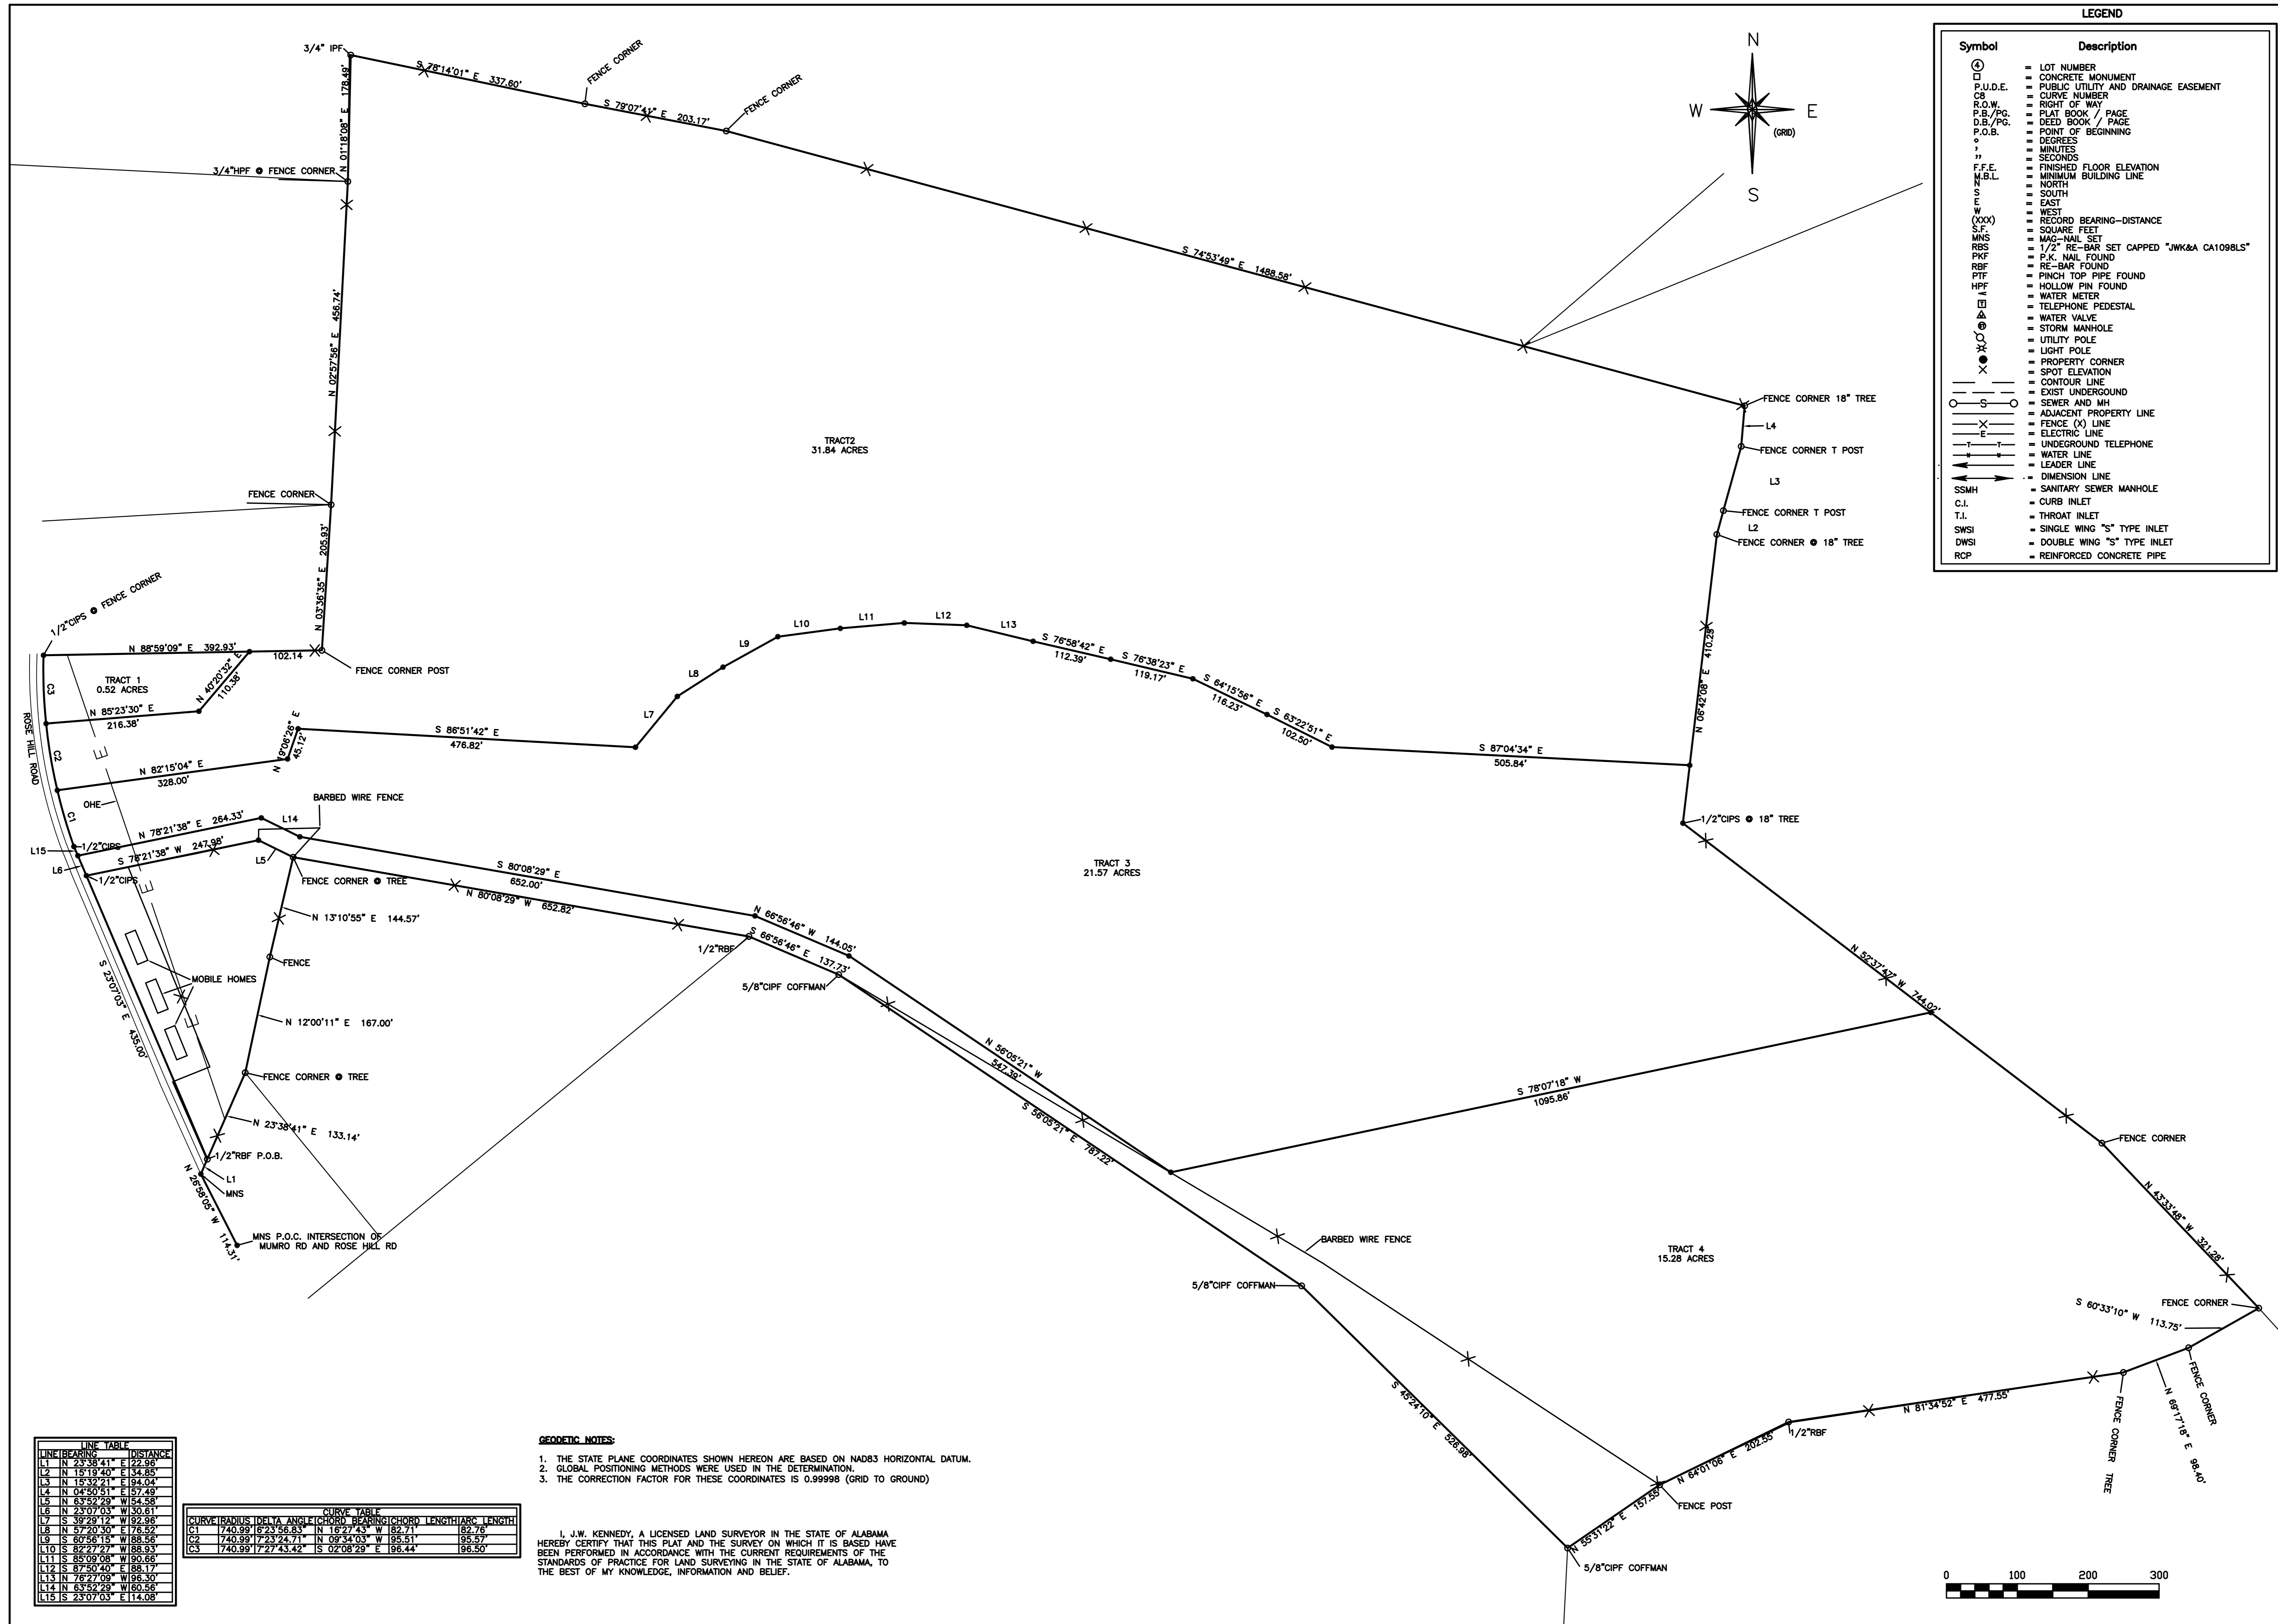 LEGEND
Symbol Description
4 = LOT NUMBER
= CONCRETE MONUMENT
P.U.D.E. = PUBLIC UTILITY AND DRAINAGE EASEMENT
C8 = CURVE NUMBER
R.O.W. = RIGHT OF WAY
P.B./PG. = PLAT BOOK / PAGE
D.B./PG. = DEED BOOK / PAGE
P.O.B. = POINT OF BEGINNING
° = DEGREES
' = MINUTES
" = SECONDS
F.F.E. = FINISHED FLOOR ELEVATION
M.B.L. = MINIMUM BUILDING LINE
N = NORTH
S = SOUTH
E = EAST
W = WEST
(XXX) = RECORD BEARING-DISTANCE
S.F. = SQUARE FEET
MNS = MAG-NAIL SET
RBS = 1/2" RE-BAR SET CAPPED "JWK&A CA1098LS"
PKF = P.K. NAIL FOUND
RBF = RE-BAR FOUND
PTF = PINCH TOP PIPE FOUND
HPF = HOLLOW PIN FOUND
= WATER METER
T = TELEPHONE PEDESTAL
= WATER VALVE
= STORM MANHOLE
= UTILITY POLE
= LIGHT POLE
= PROPERTY CORNER
= SPOT ELEVATION
= CONTOUR LINE
= EXIST UNDERGROUND
S = SEWER AND MH
= ADJACENT PROPERTY LINE
X = FENCE (X) LINE
E = ELECTRIC LINE
T T = UNDEGROUND TELEPHONE
W W = WATER LINE
= LEADER LINE
= DIMENSION LINE
SSMH = SANITARY SEWER MANHOLE
C.I. = CURB INLET
T.I. = THROAT INLET
SWSI = SINGLE WING "S" TYPE INLET
DWSI = DOUBLE WING "S" TYPE INLET
RCP = REINFORCED CONCRETE PIPE
N
W E
(GRID)
S
3/4" IPF
S 78°14'01" E 337.60'
FENCE CORNER
S 79°07'41" E 203.17'
FENCE CORNER
N 01°18'08" E 178.49'
3/4"HPF @ FENCE CORNER
S 74°53'49" E 1488.58'
N 02°57'56" E 456.74'
FENCE CORNER 18" TREE
L4
FENCE CORNER T POST
L3
FENCE CORNER T POST
L2
FENCE CORNER @ 18" TREE
TRACT2
31.84 ACRES
FENCE CORNER
N 03°36'35" E 205.93'
1/2"CIPS @ FENCE CORNER
N 88°59'09" E 392.93'
102.14
FENCE CORNER POST
TRACT 1
0.52 ACRES
N 40°20'32" E
110.38'
C3
N 85°23'30" E
216.38'
ROSE HILL ROAD
C2
N 19°06'26" E
45.12'
N 82°15'04" E
328.00'
S 86°51'42" E
476.82'
L7
L8
L9
L10
L11
L12
L13
S 76°58'42" E
112.39'
S 76°38'23" E
119.17'
S 64°15'56" E
116.23'
S 63°22'51" E
102.50'
S 87°04'34" E
505.84'
N 06°42'08" E 410.25'
1/2"CIPS @ 18" TREE
OHE
E
E
E
C1
BARBED WIRE FENCE
N 78°21'38" E 264.33'
L14
L15
1/2"CIPS
S 78°21'38" W 247.98'
L5
L6
1/2"CIPS
FENCE CORNER @ TREE
S 80°08'29" E
652.00'
N 80°08'29" W 652.82'
TRACT 3
21.57 ACRES
N 13°10'55" E 144.57'
N 66°56'46" W 144.05'
1/2"RBF
S 66°56'46" E 137.73'
5/8"CIPF COFFMAN
FENCE
MOBILE HOMES
N 12°00'11" E 167.00'
S 23°07'03" E 435.00'
FENCE CORNER @ TREE
N 23°38'41" E 133.14'
1/2"RBF P.O.B.
L1
MNS
N 26°58'05" W 114.31'
MNS P.O.C. INTERSECTION OF
MUMRO RD AND ROSE HILL RD
N 56°05'21" W
547.39'
S 56°05'21" E 787.22'
S 78°07'18" W
1095.86'
N 52°37'47" W 744.02'
FENCE CORNER
N 43°33'48" W 321.28'
BARBED WIRE FENCE
TRACT 4
15.28 ACRES
5/8"CIPF COFFMAN
S 60°33'10" W 113.75'
FENCE CORNER
FENCE CORNER
N 69°17'18" E 98.40'
FENCE CORNER TREE
N 81°34'52" E 477.55'
1/2"RBF
N 64°01'06" E 202.55'
S 45°24'10" E 526.98'
FENCE POST
N 55°31'22" E 157.55'
5/8"CIPF COFFMAN
LINE TABLE
LINE BEARING DISTANCE
L1 N 23°38'41" E 22.96'
L2 N 15°19'40" E 34.85'
L3 N 15°32'21" E 94.04'
L4 N 04°50'51" E 57.49'
L5 N 63°52'29" W 54.58'
L6 N 23°07'03" W 30.61'
L7 S 39°29'12" W 92.96'
L8 N 57°20'30" E 76.52'
L9 S 60°56'15" W 88.56'
L10 S 82°27'27" W 88.93'
L11 S 85°09'08" W 90.66'
L12 S 87°50'40" E 88.17'
L13 N 76°27'09" W 96.30'
L14 N 63°52'29" W 60.56'
L15 S 23°07'03" E 14.08'
CURVE TABLE
CURVE RADIUS DELTA ANGLE CHORD BEARING CHORD LENGTH ARC LENGTH
C1 740.99' 6°23'56.83" N 16°27'43" W 82.71' 82.76'
C2 740.99' 7°23'24.71" N 09°34'03" W 95.51' 95.57'
C3 740.99' 7°27'43.42" S 02°08'29" E 96.44' 96.50'
GEODETIC NOTES:
1. THE STATE PLANE COORDINATES SHOWN HEREON ARE BASED ON NAD83 HORIZONTAL DATUM.
2. GLOBAL POSITIONING METHODS WERE USED IN THE DETERMINATION.
3. THE CORRECTION FACTOR FOR THESE COORDINATES IS 0.99998 (GRID TO GROUND)
I, J.W. KENNEDY, A LICENSED LAND SURVEYOR IN THE STATE OF ALABAMA
HEREBY CERTIFY THAT THIS PLAT AND THE SURVEY ON WHICH IT IS BASED HAVE
BEEN PERFORMED IN ACCORDANCE WITH THE CURRENT REQUIREMENTS OF THE
STANDARDS OF PRACTICE FOR LAND SURVEYING IN THE STATE OF ALABAMA, TO
THE BEST OF MY KNOWLEDGE, INFORMATION AND BELIEF.
0 100 200 300